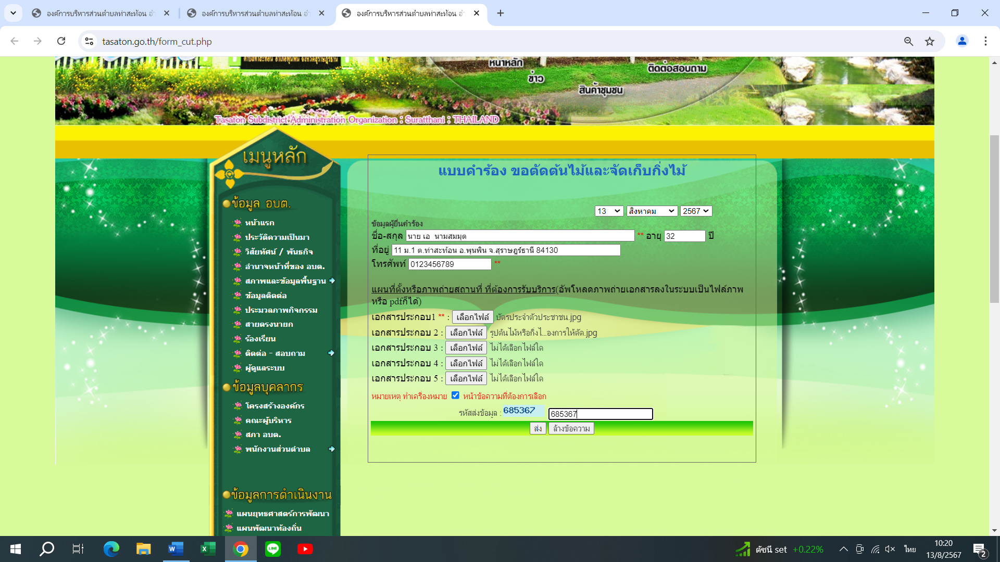 องค์การบริหารส่วนตำบลท่าสะท้อน อำ
องค์การบริหารส่วนตำบลท่าสะท้อน อำ
องค์การบริหารส่วนตำบลท่าสะท้อน อำ
tasaton.go.th/form_cut.php
ตำบลท่าสะท้อน อำเภอพุนพิน จังหวัดสุราษฎร์ธานี
หน้าหลัก
ข่าว
ติดต่อสอบถาม
สินค้าชุมชน
Tasaton Subdistrict Administration Organization : Suratthani : THAILAND
เมนูหลัก
ข้อมูล อบต.
หน้าแรก
ประวัติความเป็นมา
วิสัยทัศน์ / พันธกิจ
อำนาจหน้าที่ของ อบต.
สภาพและข้อมูลพื้นฐาน
ข้อมูลติดต่อ
ประมวลภาพกิจกรรม
สายตรงนายก
ร้องเรียน
ติดต่อ - สอบถาม
ผู้ดูแลระบบ
ข้อมูลบุคลากร
โครงสร้างองค์กร
คณะผู้บริหาร
สภา อบต.
พนักงานส่วนตำบล
ข้อมูลการดำเนินงาน
แผนยุทธศาสตร์การพัฒนา
แผนพัฒนาท้องถิ่น
แบบคำร้อง ขอตัดต้นไม้และจัดเก็บกิ่งไม้
13 สิงหาคม 2567
ข้อมูลผู้ยื่นคำร้อง
ชื่อ-สกุล นาย เอ นามสมมุต ** อายุ 32 ปี
ที่อยู่ 11 ม.1 ต.ท่าสะท้อน อ.พุนพิน จ.สุราษฎร์ธานี 84130
โทรศัพท์ 0123456789 **
แผนที่ตั้งหรือภาพถ่ายสถานที่ ที่ต้องการรับบริการ(อัพโหลดภาพถ่ายเอกสารลงในระบบเป็นไฟล์ภาพ
หรือ pdfก็ได้)
เอกสารประกอบ1 ** : เลือกไฟล์ บัตรประจำตัวประชาชน.jpg
เอกสารประกอบ 2 : เลือกไฟล์ รูปต้นไม้หรือกิ่งไ...องการให้ตัด.jpg
เอกสารประกอบ 3 : เลือกไฟล์ ไม่ได้เลือกไฟล์ใด
เอกสารประกอบ 4 : เลือกไฟล์ ไม่ได้เลือกไฟล์ใด
เอกสารประกอบ 5 : เลือกไฟล์ ไม่ได้เลือกไฟล์ใด
หมายเหตุ ทำเครื่องหมาย หน้าข้อความที่ต้องการเลือก
รหัสส่งข้อมูล : 685367 685367
ส่ง ล้างข้อความ
ดัชนี set +0.22%
ไทย
10:20
13/8/2567
2